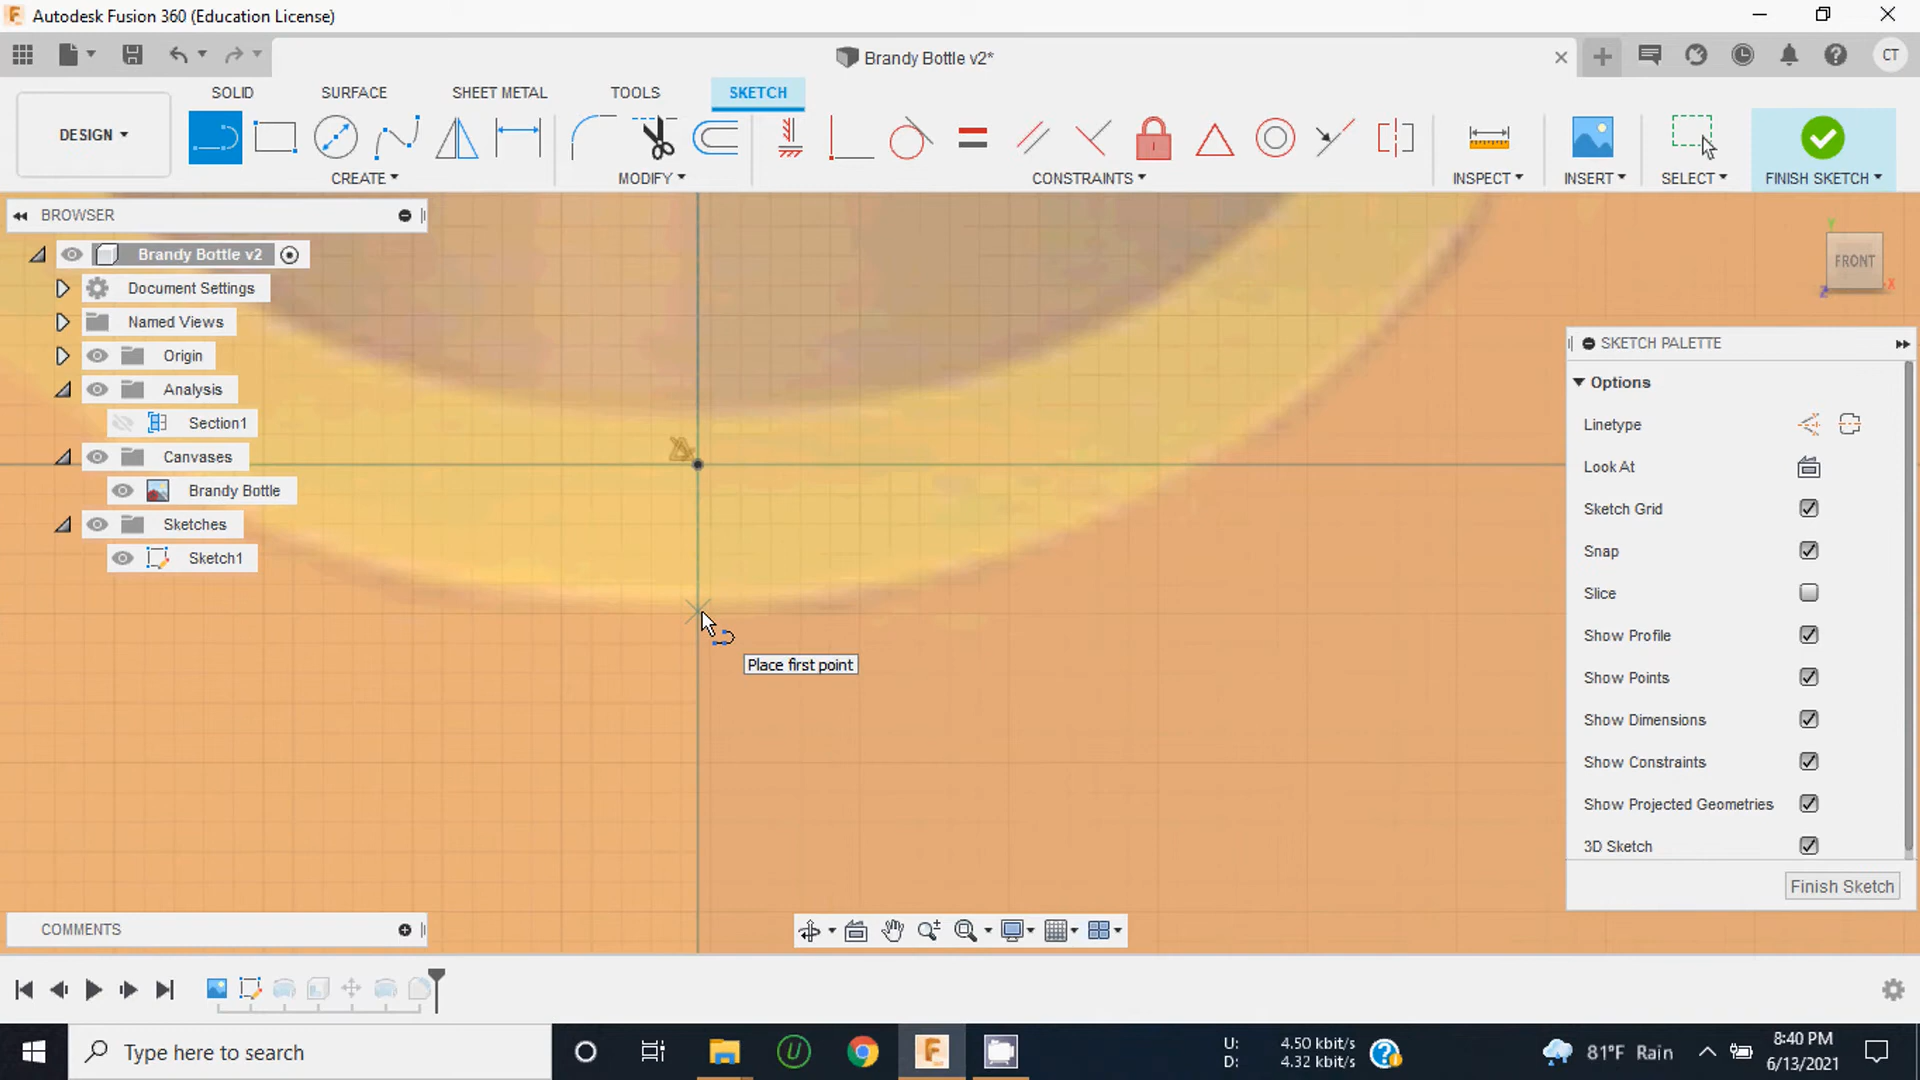 Autodesk Fusion 360 (Education License)
Brandy Bottle v2*
CT
DESIGN
SOLID
SURFACE
SHEET METAL
TOOLS
SKETCH
CREATE
MODIFY
CONSTRAINTS
INSPECT
INSERT
SELECT
FINISH SKETCH
BROWSER
Brandy Bottle v2
Document Settings
Named Views
Origin
Analysis
Section1
Canvases
Brandy Bottle
Sketches
Sketch1
FRONT
Y
X
Z
SKETCH PALETTE
Options
Linetype
Look At
Sketch Grid
Snap
Slice
Show Profile
Show Points
Show Dimensions
Show Constraints
Show Projected Geometries
3D Sketch
Finish Sketch
Place first point
COMMENTS
Type here to search
U: 4.50 kbit/s
D: 4.32 kbit/s
81°F Rain
8:40 PM
6/13/2021